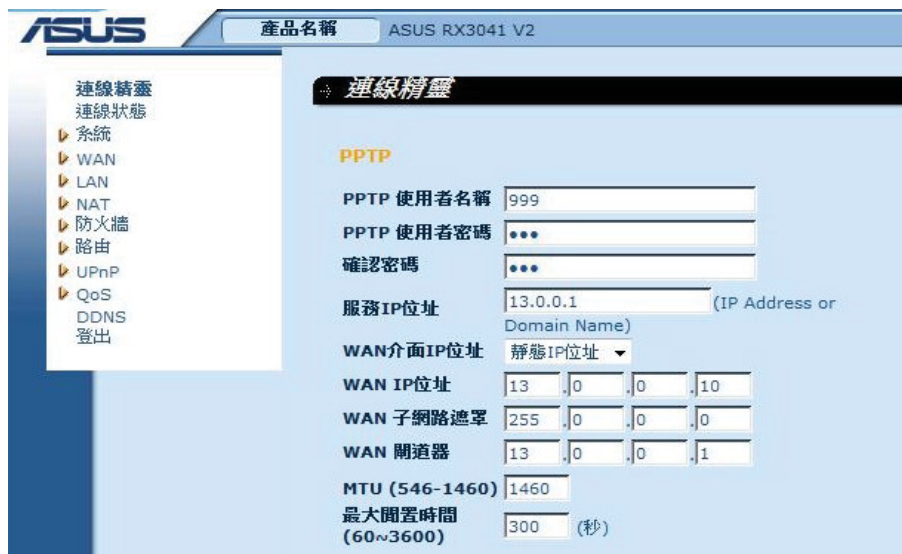 ASUS
產品名稱 ASUS RX3041 V2
連線精靈
連線狀態
系統
WAN
LAN
NAT
防火牆
路由
UPnP
QoS
DDNS
登出
連線精靈
PPTP
PPTP 使用者名稱 999
PPTP 使用者密碼 •••
確認密碼 •••
服務IP位址 13.0.0.1 (IP Address or
Domain Name)
WAN介面IP位址 靜態IP位址
WAN IP位址 13 .0 .0 .10
WAN 子網路遮罩 255 .0 .0 .0
WAN 閘道器 13 .0 .0 .1
MTU (546-1460) 1460
最大閒置時間
(60~3600) 300 (秒)